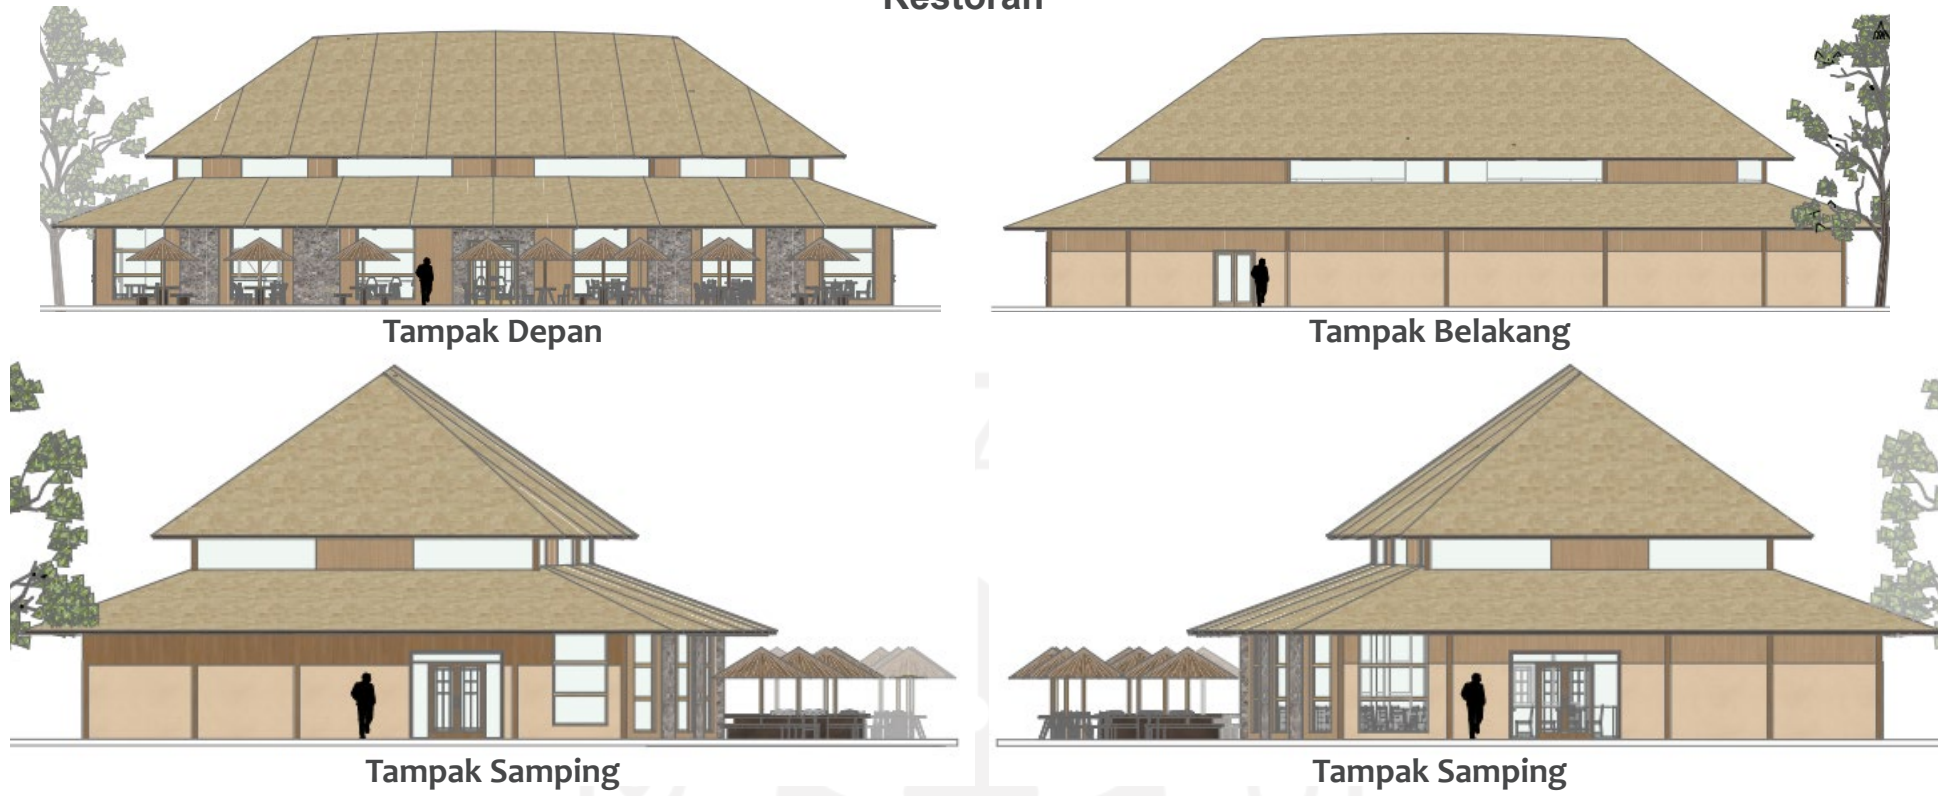 Restoran
Tampak Depan
Tampak Belakang
Tampak Samping
Tampak Samping